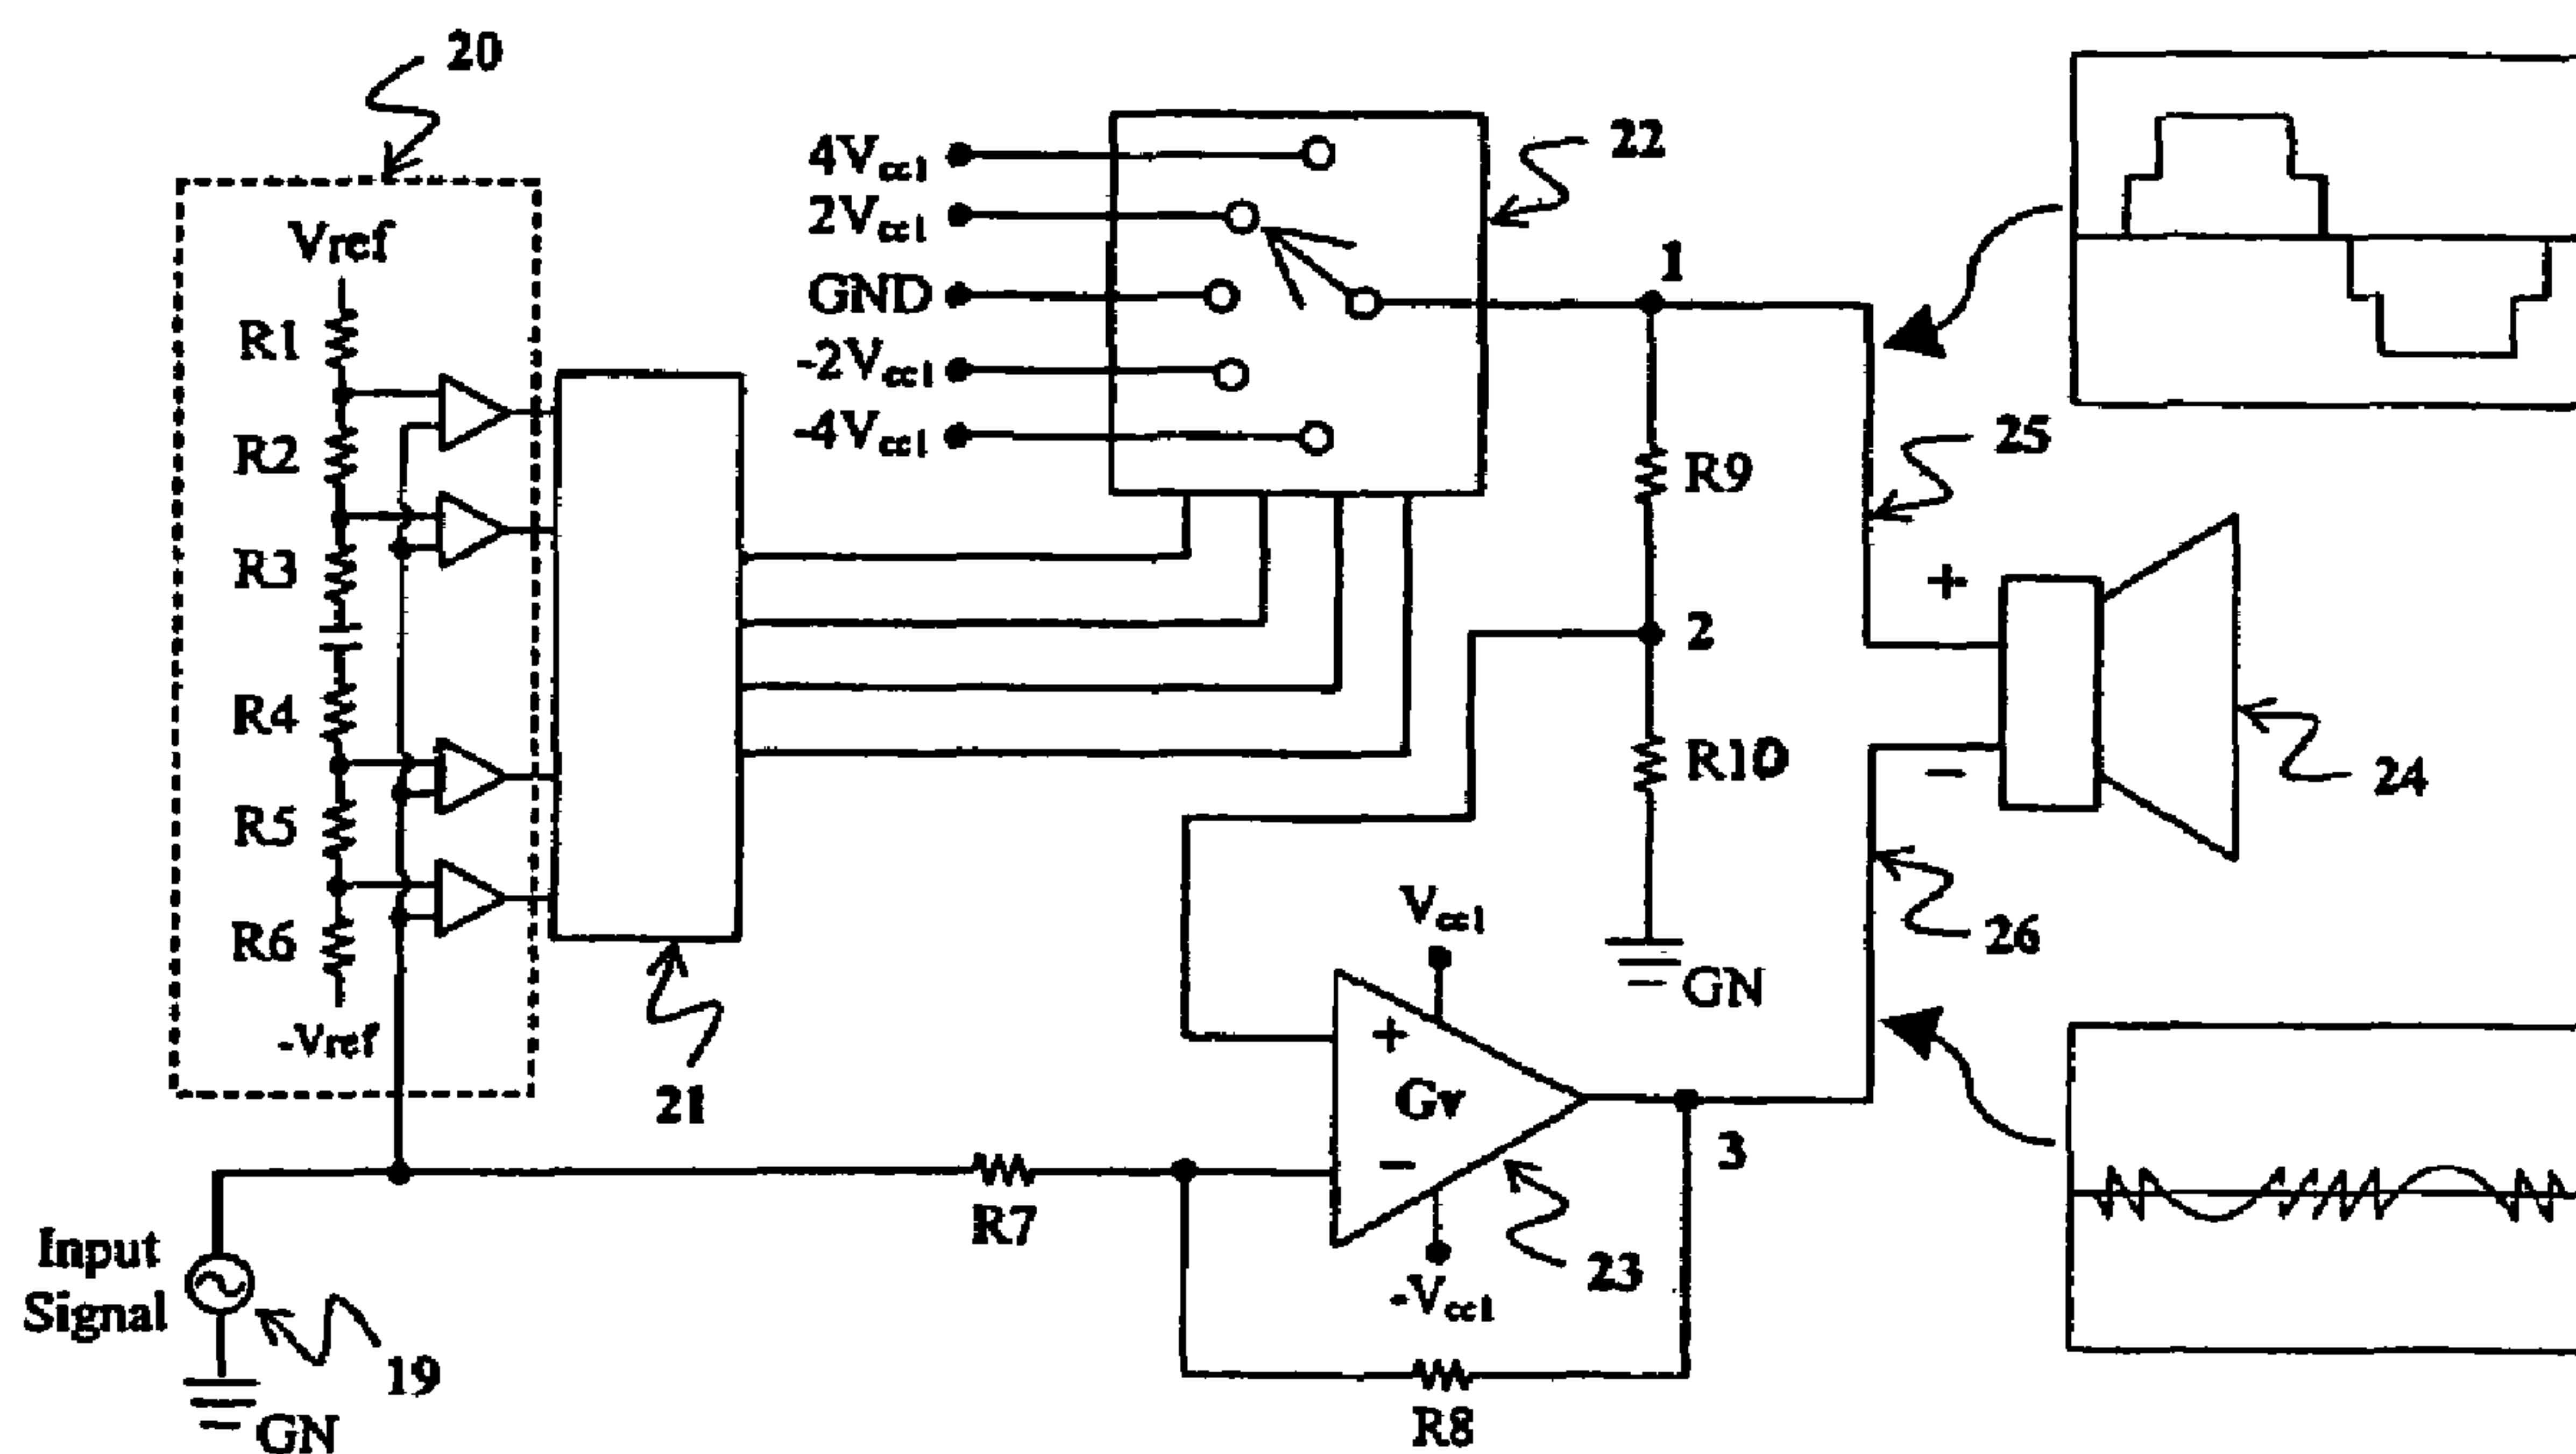 20
Vref
R1
R2
R3
R4
R5
R6
-Vref
21
4Vcc1
2Vcc1
GND
-2Vcc1
-4Vcc1
22
1
R9
2
R10
GN
25
+
−
24
26
Vcc1
+
Gv
−
-Vcc1
23
3
R7
R8
Input
Signal
19
GN